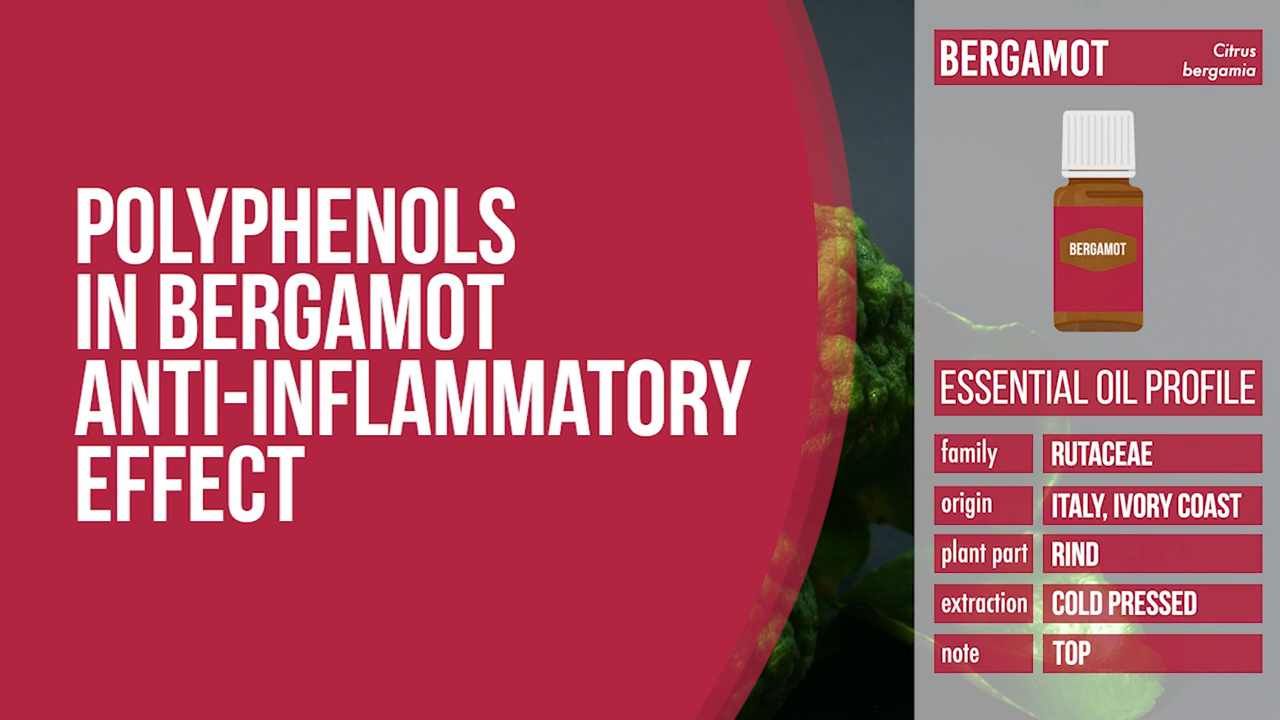 POLYPHENOLS
IN BERGAMOT
ANTI-INFLAMMATORY
EFFECT
BERGAMOT
Citrus
bergamia
BERGAMOT
ESSENTIAL OIL PROFILE
family RUTACEAE
origin ITALY, IVORY COAST
plant part RIND
extraction COLD PRESSED
note TOP